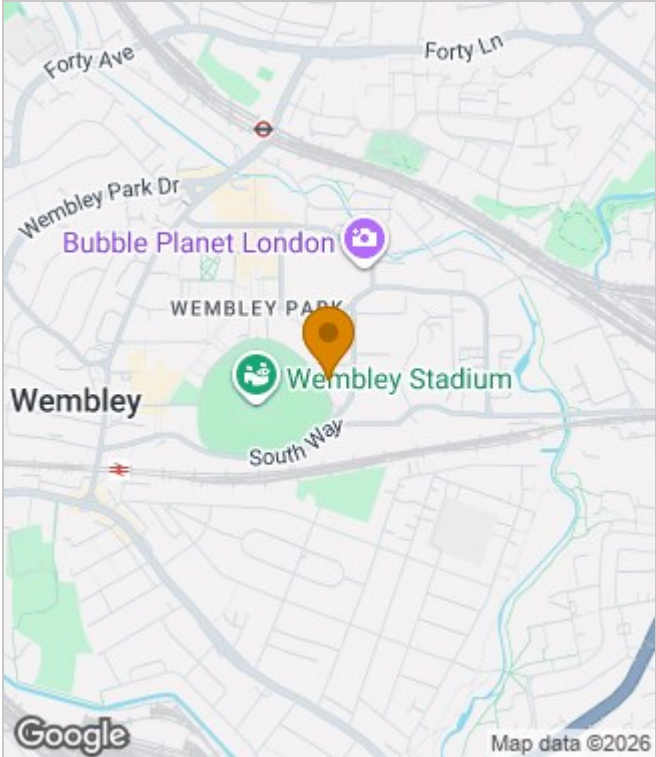 Forty Ave
Forty Ln
Wembley Park Dr
Bubble Planet London
WEMBLEY PARK
Wembley Stadium
Wembley
South Way
Google
Map data ©2026